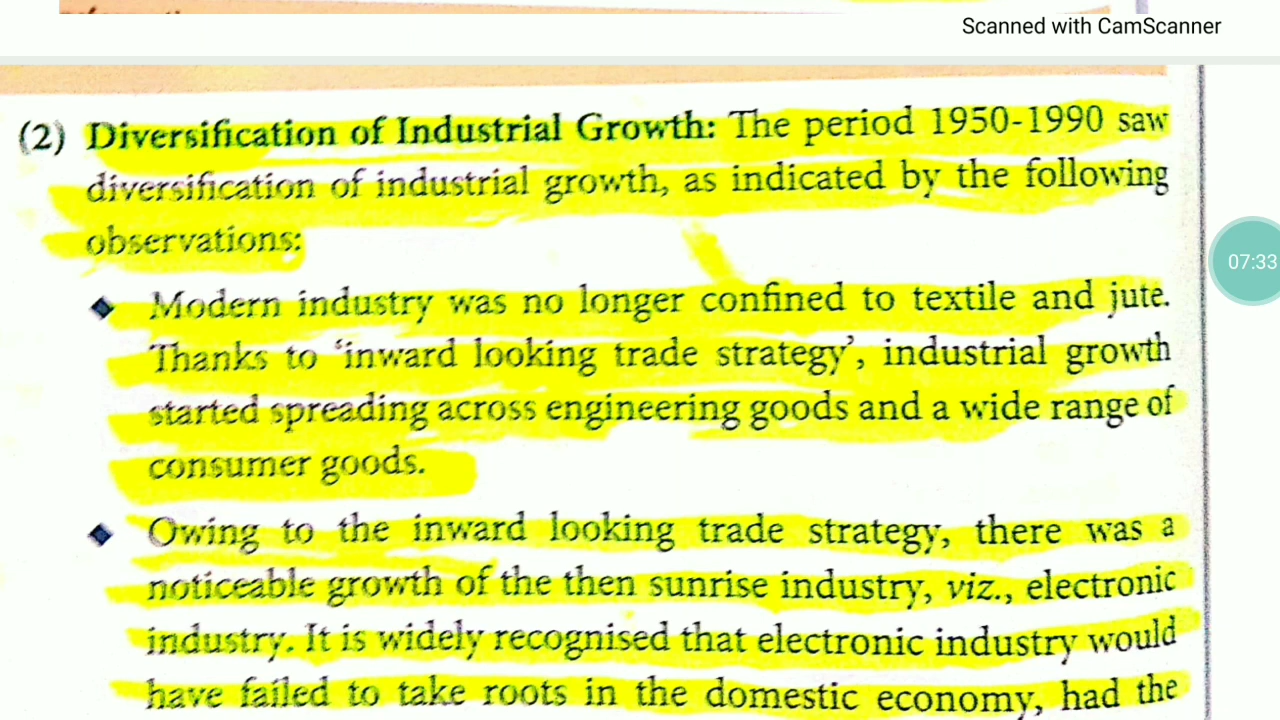 Scanned with CamScanner
(2) Diversification of Industrial Growth: The period 1950-1990 saw
diversification of industrial growth, as indicated by the following
observations:
◆ Modern industry was no longer confined to textile and jute.
Thanks to ‘inward looking trade strategy’, industrial growth
started spreading across engineering goods and a wide range of
consumer goods.
◆ Owing to the inward looking trade strategy, there was a
noticeable growth of the then sunrise industry, viz., electronic
industry. It is widely recognised that electronic industry would
have failed to take roots in the domestic economy, had the
07:33